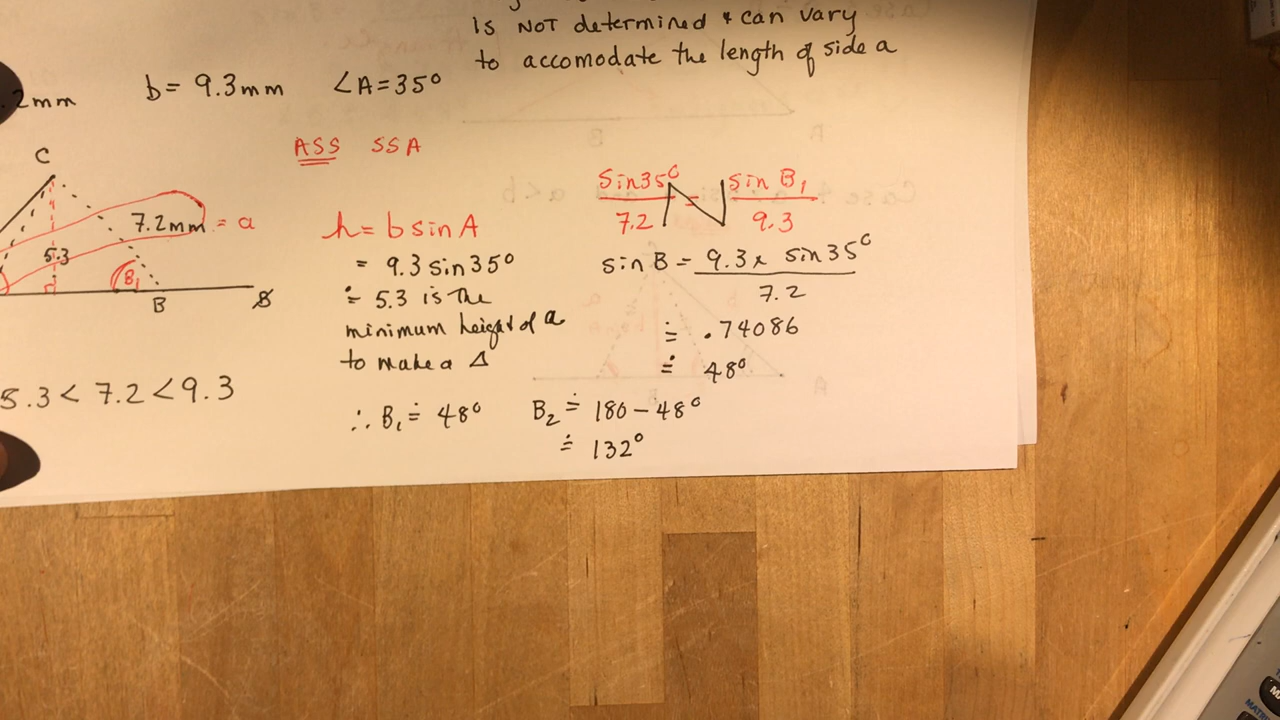 is NOT determined & can vary
to accomodate the length of side a
.2mm b = 9.3mm ∠A = 35°
ASS SSA
C
7.2mm = a
5.3
B₁
B
B
5.3 < 7.2 < 9.3
h = b sin A
= 9.3 sin 35°
≐ 5.3 is the
minimum height of a
to make a Δ
∴ B₁ ≐ 48°
sin 35° = sin B₁
7.2 9.3
sin B = 9.3 x sin 35°
7.2
≐ .74086
≐ 48°
B₂ ≐ 180 - 48°
≐ 132°